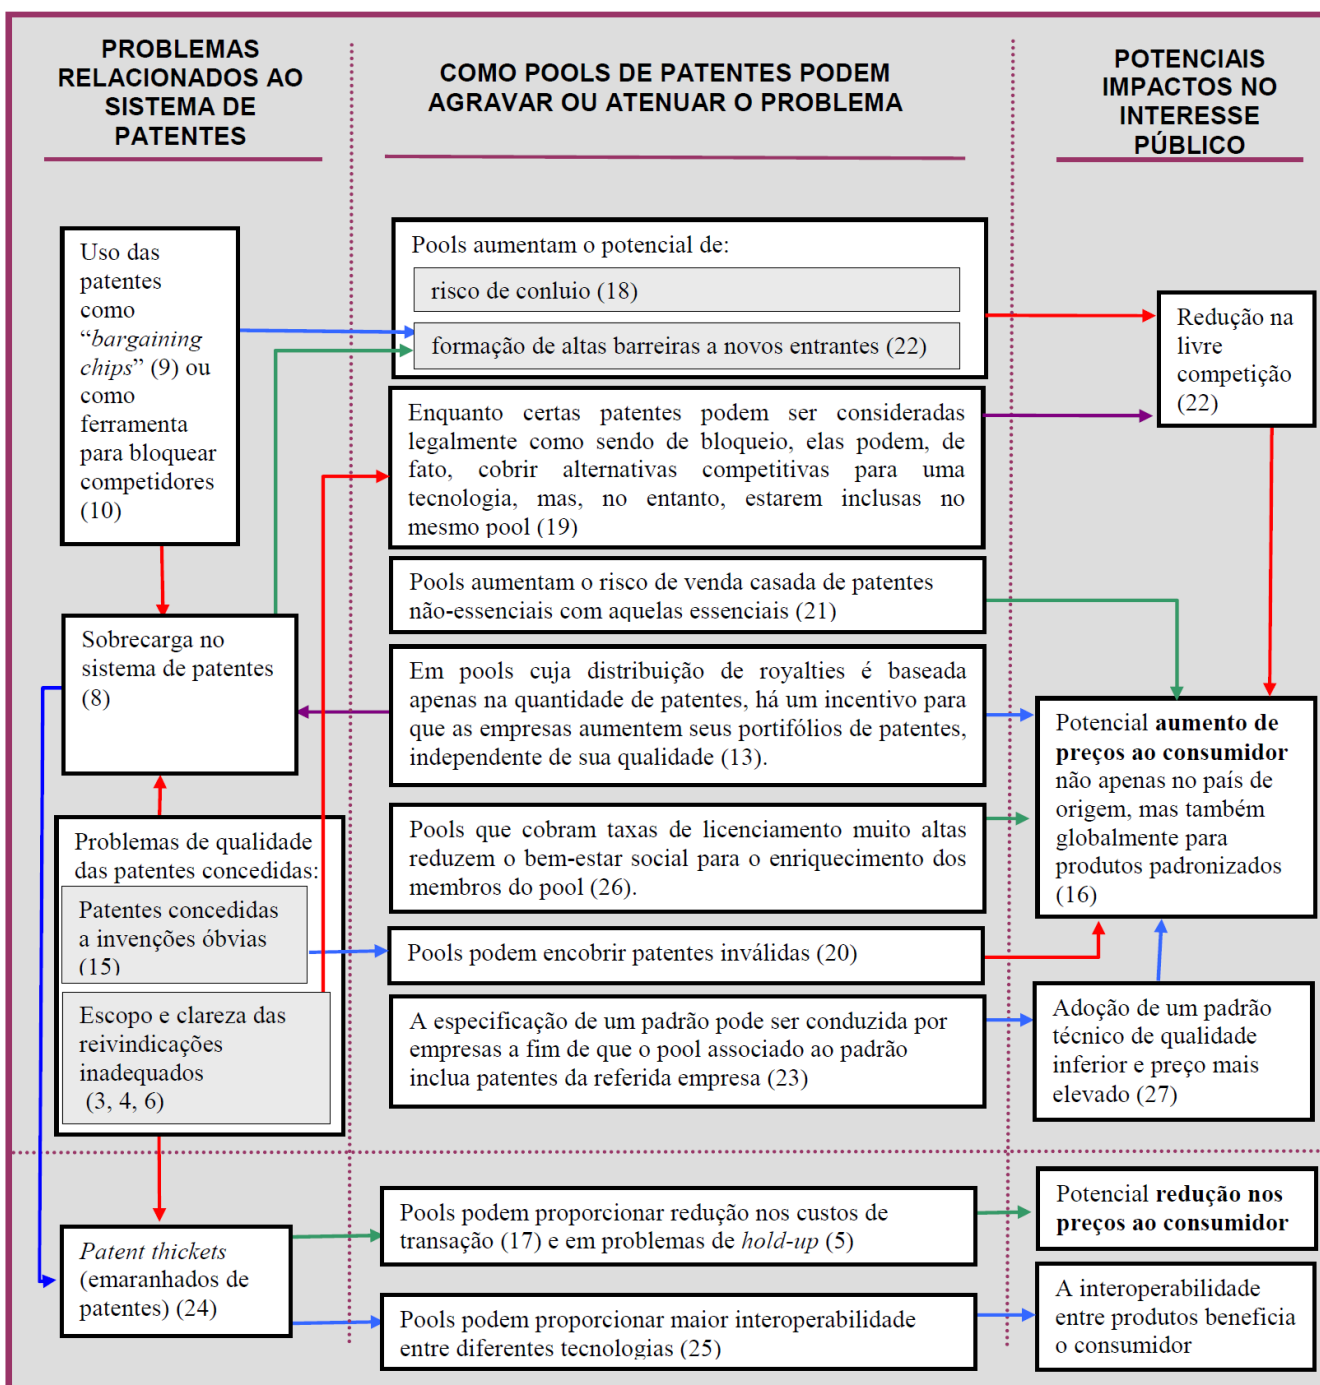 PROBLEMAS
RELACIONADOS AO
SISTEMA DE
PATENTES
COMO POOLS DE PATENTES PODEM
AGRAVAR OU ATENUAR O PROBLEMA
POTENCIAIS
IMPACTOS NO
INTERESSE
PÚBLICO
Uso das
patentes
como
“bargaining
chips” (9) ou
como
ferramenta
para bloquear
competidores
(10)
Sobrecarga no
sistema de patentes
(8)
Problemas de qualidade
das patentes concedidas:
Patentes concedidas
a invenções óbvias
(15)
Escopo e clareza das
reivindicações
inadequados
(3, 4, 6)
Patent thickets
(emaranhados de
patentes) (24)
Pools aumentam o potencial de:
risco de conluio (18)
formação de altas barreiras a novos entrantes (22)
Enquanto certas patentes podem ser consideradas
legalmente como sendo de bloqueio, elas podem, de
fato, cobrir alternativas competitivas para uma
tecnologia, mas, no entanto, estarem inclusas no
mesmo pool (19)
Pools aumentam o risco de venda casada de patentes
não-essenciais com aquelas essenciais (21)
Em pools cuja distribuição de royalties é baseada
apenas na quantidade de patentes, há um incentivo para
que as empresas aumentem seus portifólios de patentes,
independente de sua qualidade (13).
Pools que cobram taxas de licenciamento muito altas
reduzem o bem-estar social para o enriquecimento dos
membros do pool (26).
Pools podem encobrir patentes inválidas (20)
A especificação de um padrão pode ser conduzida por
empresas a fim de que o pool associado ao padrão
inclua patentes da referida empresa (23)
Pools podem proporcionar redução nos custos de
transação (17) e em problemas de hold-up (5)
Pools podem proporcionar maior interoperabilidade
entre diferentes tecnologias (25)
Redução na
livre
competição
(22)
Potencial aumento de
preços ao consumidor
não apenas no país de
origem, mas também
globalmente para
produtos padronizados
(16)
Adoção de um padrão
técnico de qualidade
inferior e preço mais
elevado (27)
Potencial redução nos
preços ao consumidor
A interoperabilidade
entre produtos beneficia
o consumidor